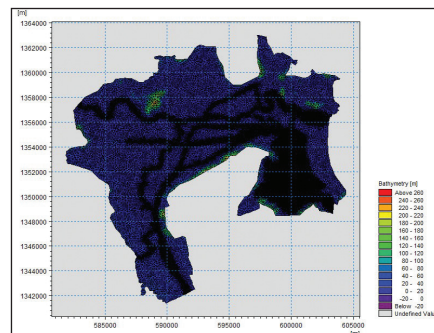 [m]
1364000
1362000
1360000
1358000
1356000
1354000
1352000
1350000
1348000
1346000
1344000
1342000
585000 590000 595000 600000 605000
[m]
Bathymetry [m]
Above 260
240 - 260
220 - 240
200 - 220
180 - 200
160 - 180
140 - 160
120 - 140
100 - 120
80 - 100
60 - 80
40 - 60
20 - 40
0 - 20
-20 - 0
Below -20
Undefined Valu